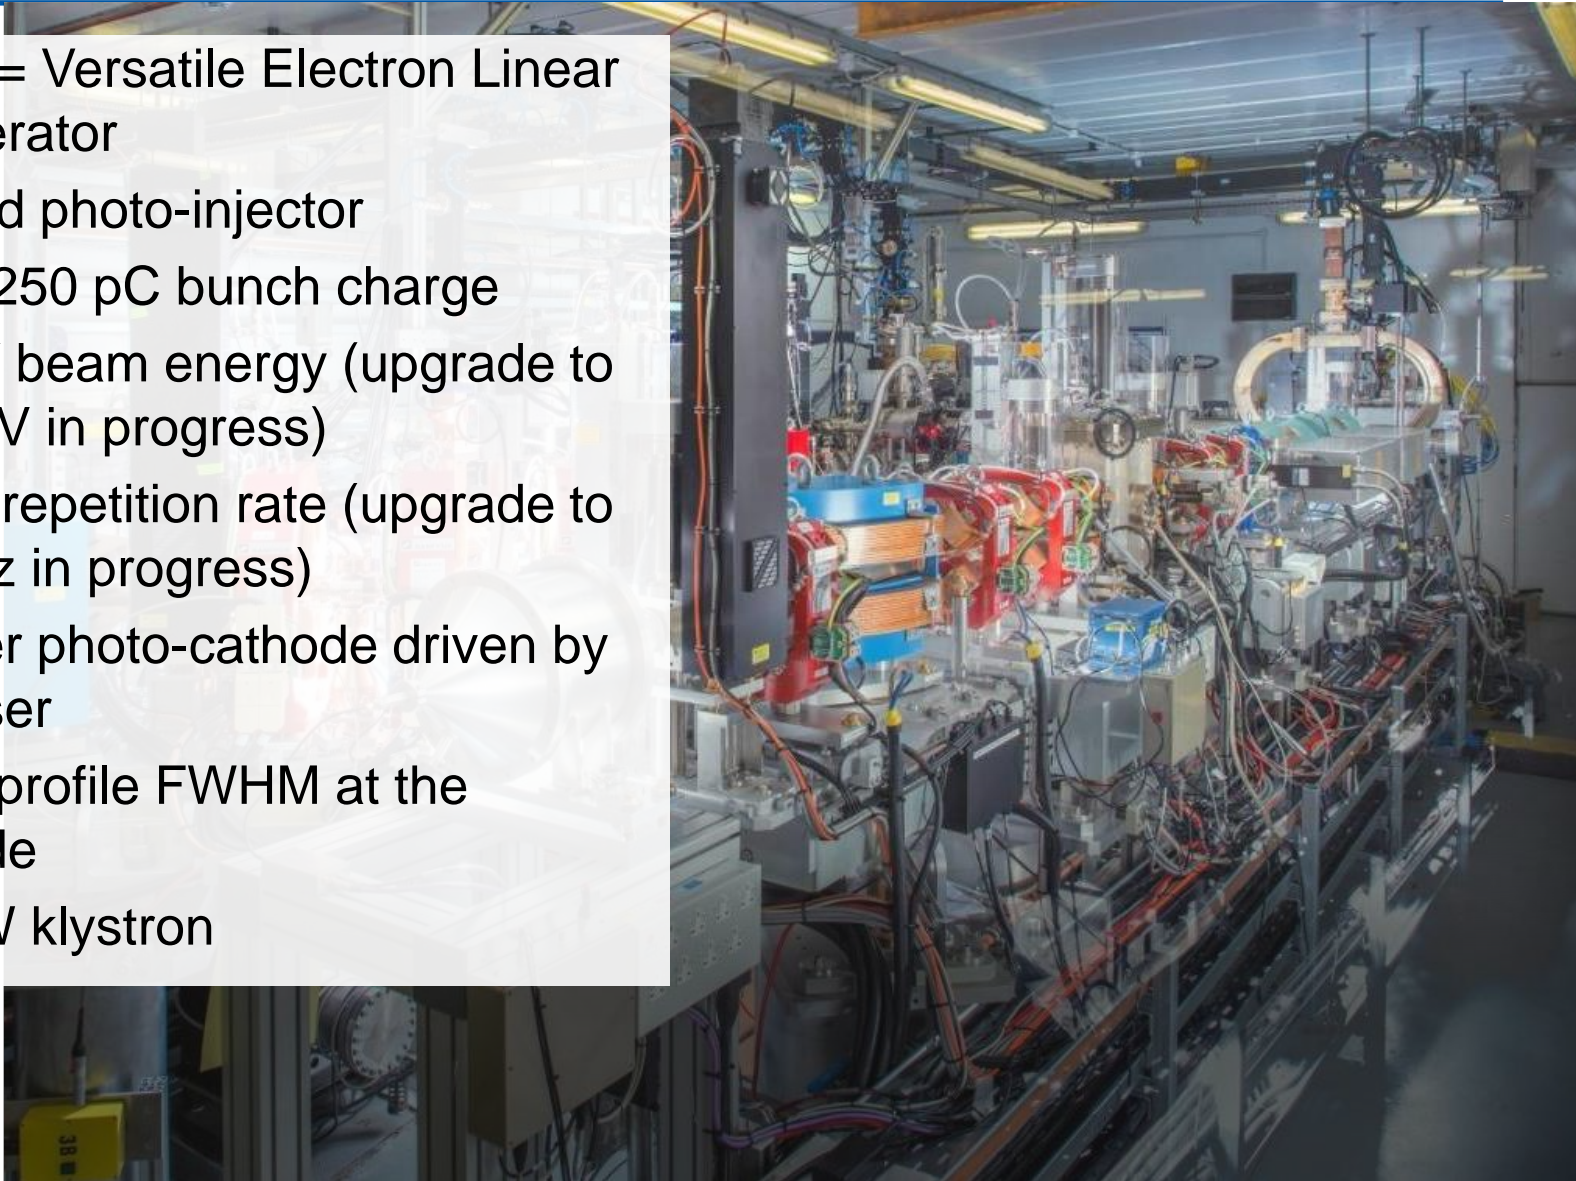 = Versatile Electron Linear
erator
d photo-injector
250 pC bunch charge
beam energy (upgrade to
V in progress)
repetition rate (upgrade to
z in progress)
er photo-cathode driven by
ser
profile FWHM at the
de
klystron
3B